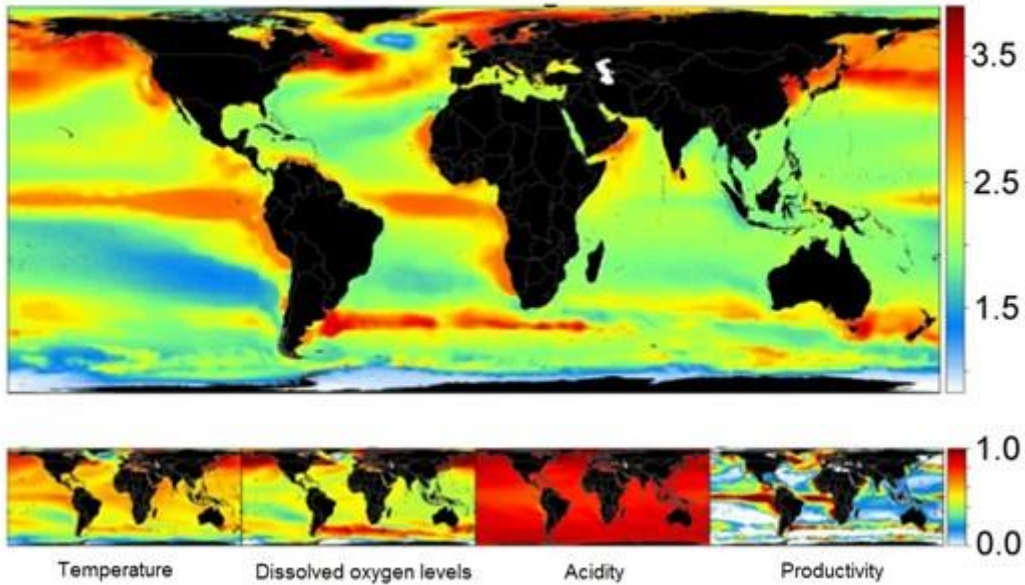 3.5
2.5
1.5
1.0
0.0
Temperature
Dissolved oxygen levels
Acidity
Productivity